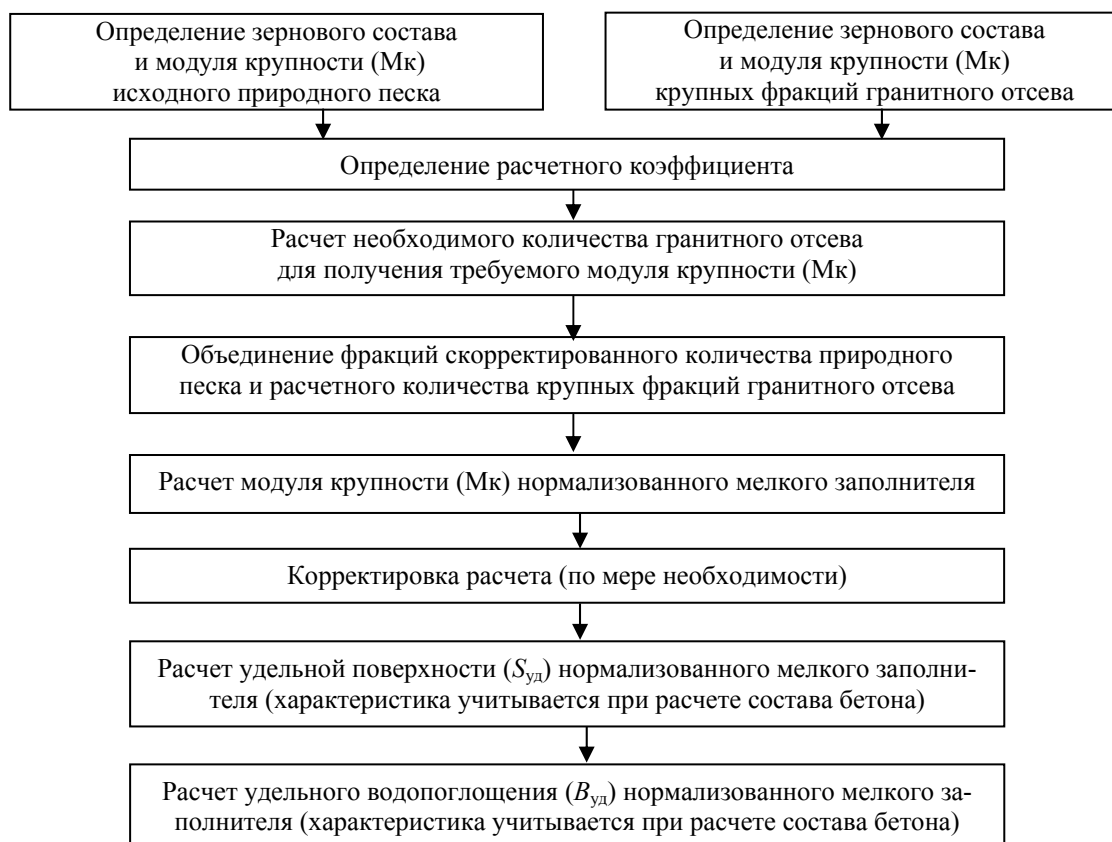 Определение зернового состава
и модуля крупности (Мк)
исходного природного песка
Определение зернового состава
и модуля крупности (Мк)
крупных фракций гранитного отсева
Определение расчетного коэффициента
Расчет необходимого количества гранитного отсева
для получения требуемого модуля крупности (Мк)
Объединение фракций скорректированного количества природного
песка и расчетного количества крупных фракций гранитного отсева
Расчет модуля крупности (Мк) нормализованного мелкого заполнителя
Корректировка расчета (по мере необходимости)
Расчет удельной поверхности (Sуд) нормализованного мелкого заполни-
теля (характеристика учитывается при расчете состава бетона)
Расчет удельного водопоглощения (Bуд) нормализованного мелкого за-
полнителя (характеристика учитывается при расчете состава бетона)